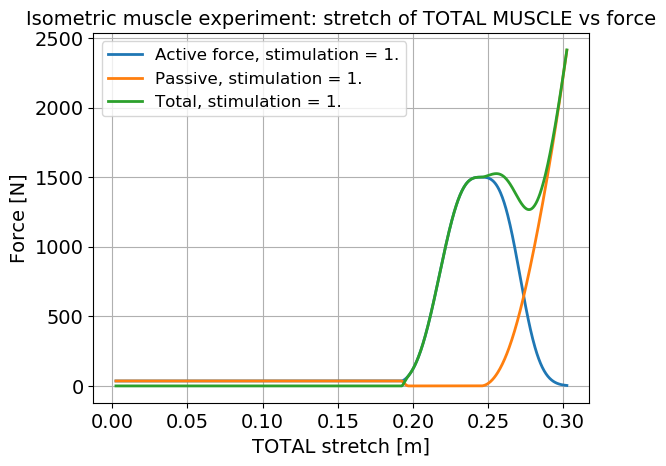 Isometric muscle experiment: stretch of TOTAL MUSCLE vs force
2500
2000
1500
1000
500
0
Force [N]
Active force, stimulation = 1.
Passive, stimulation = 1.
Total, stimulation = 1.
0.00 0.05 0.10 0.15 0.20 0.25 0.30
TOTAL stretch [m]